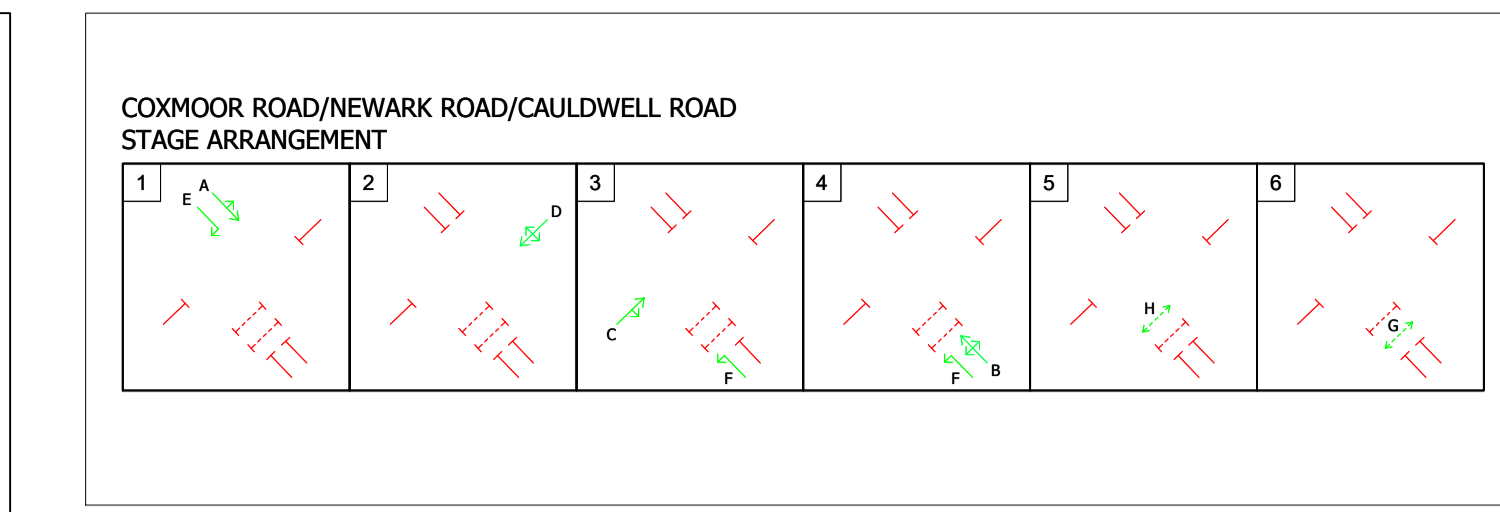 COXMOOR ROAD/NEWARK ROAD/CAULDWELL ROAD
STAGE ARRANGEMENT
1
A
E
2
D
3
C
F
4
B
F
5
H
6
G